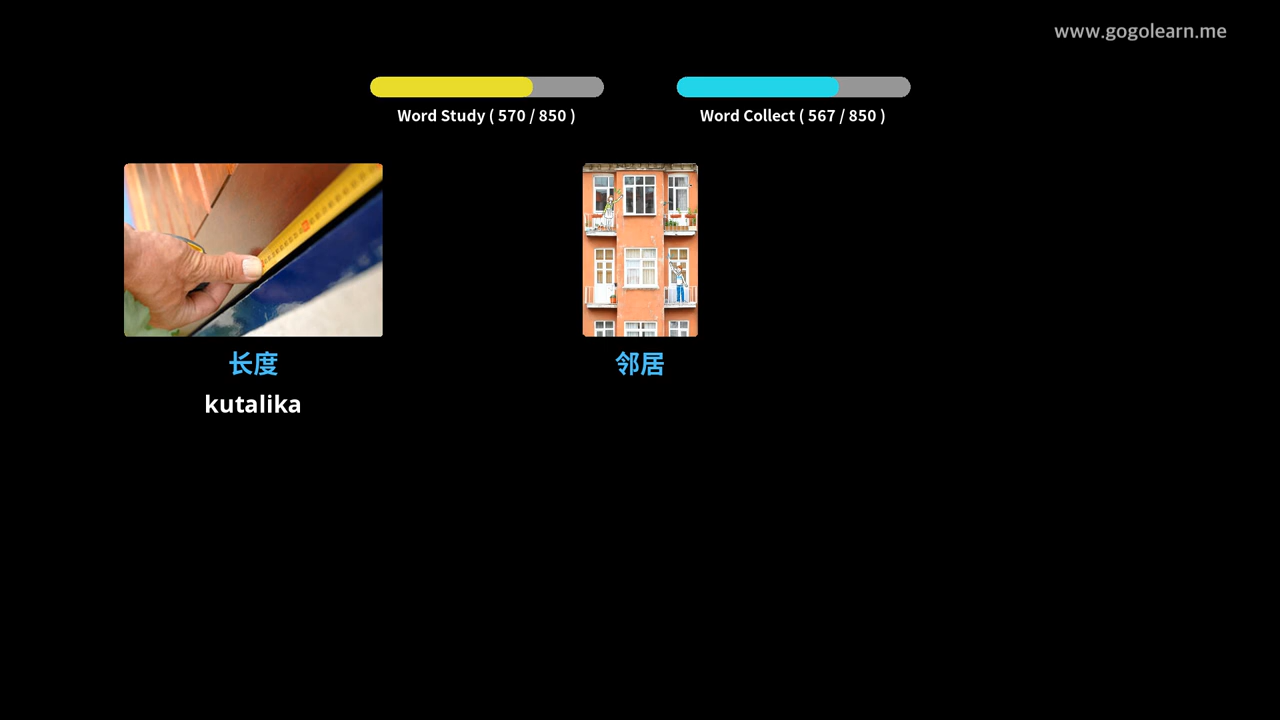 www.gogolearn.me
Word Study ( 570 / 850 )
Word Collect ( 567 / 850 )
长度
kutalika
邻居